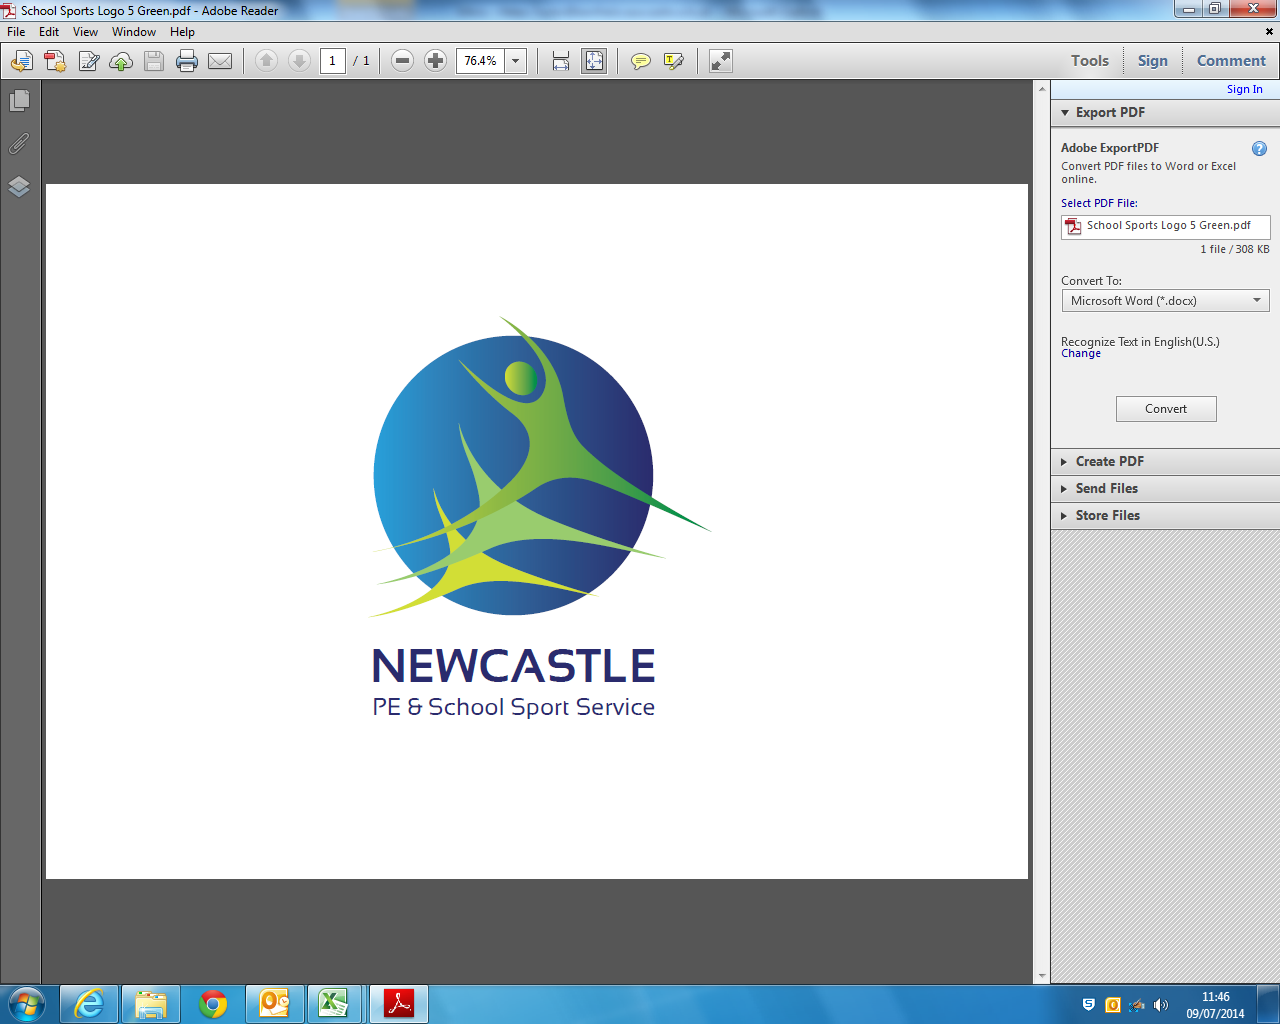 School Sports Logo 5 Green.pdf - Adobe Reader
File Edit View Window Help
1 / 1 76.4% Tools Sign Comment
Sign In
Export PDF
Adobe ExportPDF
Convert PDF files to Word or Excel
online.
Select PDF File:
School Sports Logo 5 Green.pdf
1 file / 308 KB
Convert To:
Microsoft Word (*.docx)
Recognize Text in English(U.S.)
Change
Convert
Create PDF
Send Files
Store Files
NEWCASTLE
PE & School Sport Service
11:46
09/07/2014